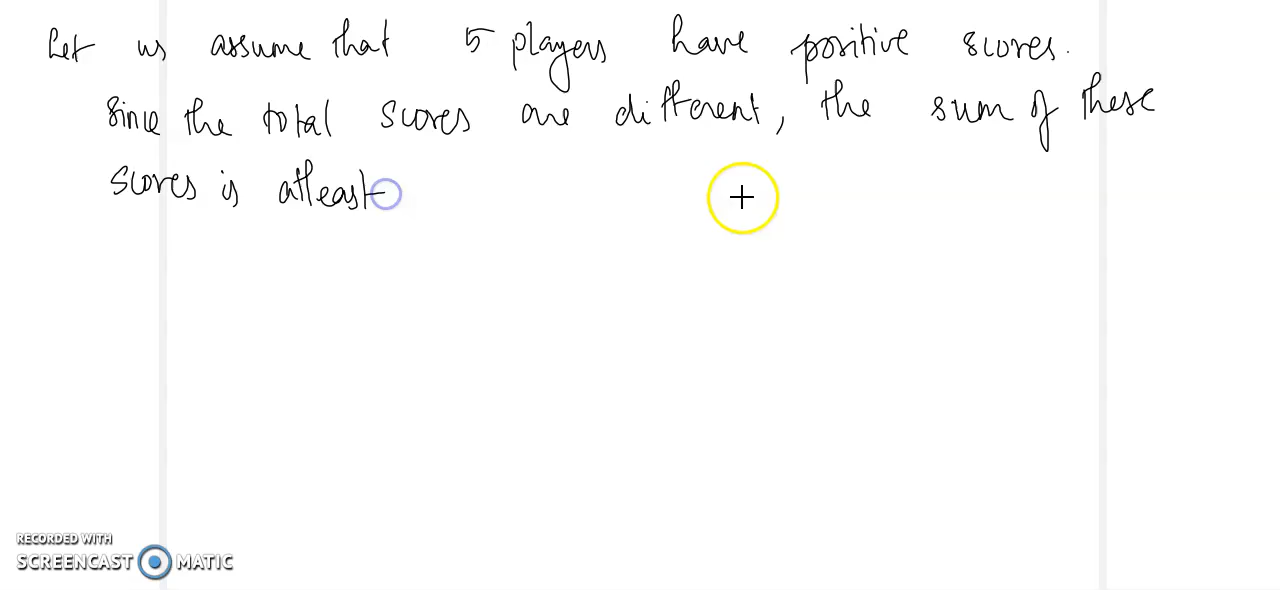 Let us assume that 5 players have positive scores.
Since the total scores are different, the sum of these
scores is atleast
RECORDED WITH
SCREENCAST MATIC